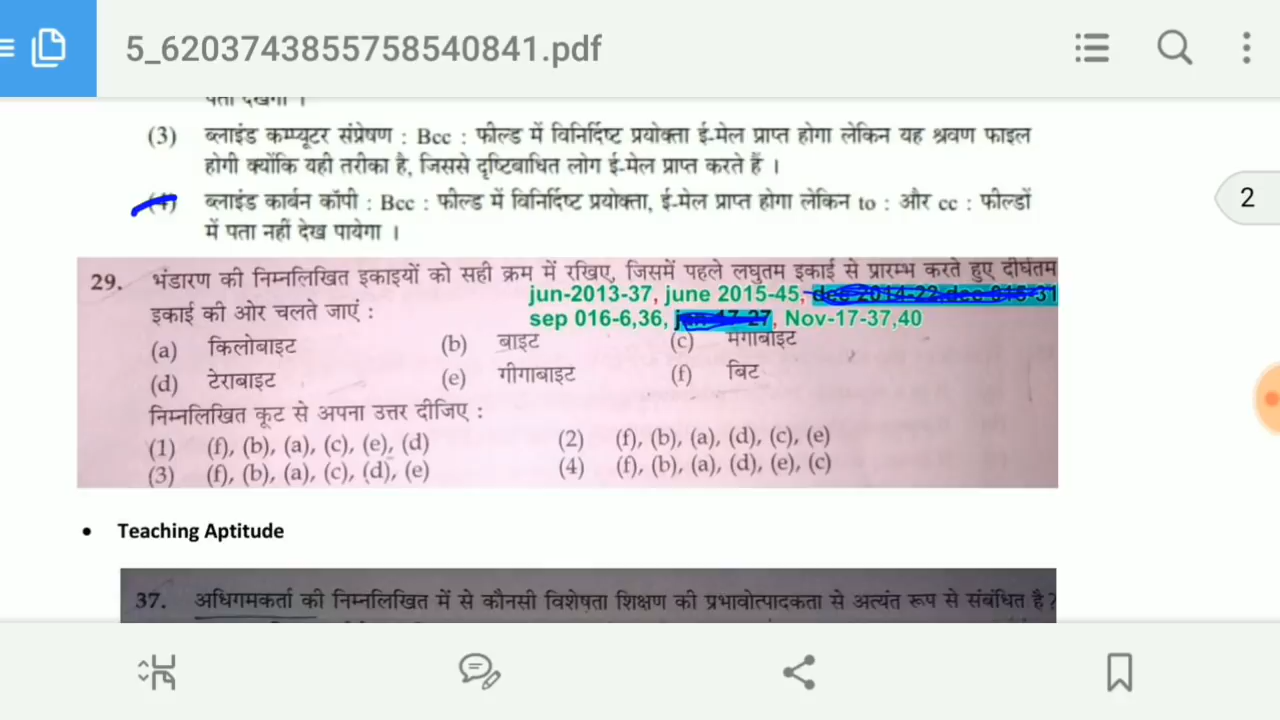 5_6203743855758540841.pdf
(3) ब्लाइंड कम्प्यूटर संप्रेषण : Bcc : फील्ड में विनिर्दिष्ट प्रयोक्ता ई-मेल प्राप्त होगा लेकिन यह श्रवण फाइल
होगी क्योंकि यही तरीका है, जिससे दृष्टिबाधित लोग ई-मेल प्राप्त करते हैं ।
2
(4) ब्लाइंड कार्बन कॉपी : Bcc : फील्ड में विनिर्दिष्ट प्रयोक्ता, ई-मेल प्राप्त होगा लेकिन to : और cc : फील्डों
में पता नहीं देख पायेगा ।
29. भंडारण की निम्नलिखित इकाइयों को सही क्रम में रखिए, जिसमें पहले लघुतम इकाई से प्रारम्भ करते हुए दीर्घतम
jun-2013-37, june 2015-45,
इकाई की ओर चलते जाएं :
sep 016-6,36, Nov-17-37,40
(a) किलोबाइट (b) बाइट (c) मेगाबाइट
(d) टेराबाइट (e) गीगाबाइट (f) बिट
निम्नलिखित कूट से अपना उत्तर दीजिए :
(1) (f), (b), (a), (c), (e), (d) (2) (f), (b), (a), (d), (c), (e)
(3) (f), (b), (a), (c), (d), (e) (4) (f), (b), (a), (d), (e), (c)
• Teaching Aptitude
37. अधिगमकर्ता की निम्नलिखित में से कौनसी विशेषता शिक्षण की प्रभावोत्पादकता से अत्यंत रूप से संबंधित है?